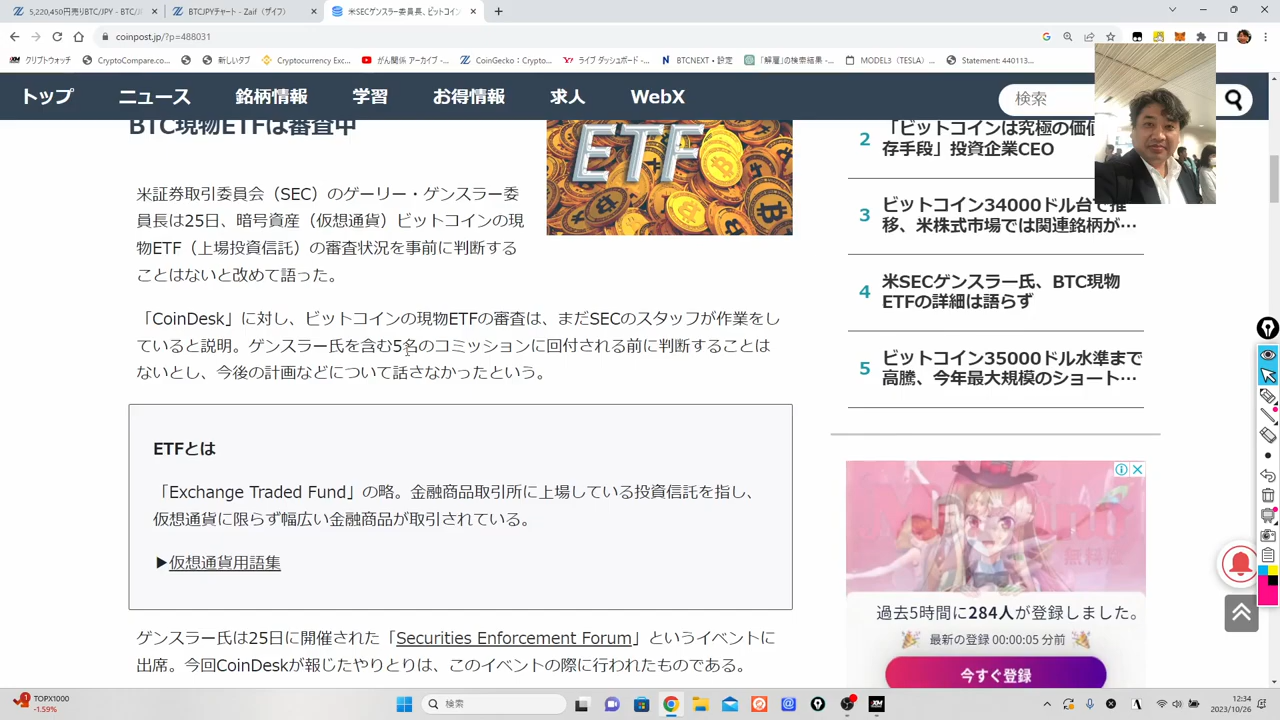 5,220,450円売りBTC/JPY - BTC/
BTCJPYチャート - Zaif（ザイフ）
米SECゲンスラー委員長、ビットコイン
coinpost.jp/?p=488031
クリプトウォッチ
CryptoCompare.co...
新しいタブ
Cryptocurrency Exc...
がん関係 アーカイブ -...
CoinGecko：Crypto...
ライブ ダッシュボード -...
BTCNEXT • 設定
「解雇」の検索結果 -...
MODEL3（TESLA）...
Statement: 440113...
トップ
ニュース
銘柄情報
学習
お得情報
求人
WebX
検索
BTC現物ETFは審査中
ETF
米証券取引委員会（SEC）のゲーリー・ゲンスラー委
員長は25日、暗号資産（仮想通貨）ビットコインの現
物ETF（上場投資信託）の審査状況を事前に判断する
ことはないと改めて語った。
「CoinDesk」に対し、ビットコインの現物ETFの審査は、まだSECのスタッフが作業をし
ていると説明。ゲンスラー氏を含む5名のコミッションに回付される前に判断することは
ないとし、今後の計画などについて話さなかったという。
ETFとは
「Exchange Traded Fund」の略。金融商品取引所に上場している投資信託を指し、
仮想通貨に限らず幅広い金融商品が取引されている。
▶仮想通貨用語集
ゲンスラー氏は25日に開催された「Securities Enforcement Forum」というイベントに
出席。今回CoinDeskが報じたやりとりは、このイベントの際に行われたものである。
2
「ビットコインは究極の価値
存手段」投資企業CEO
3
ビットコイン34000ドル台で推
移、米株式市場では関連銘柄が…
4
米SECゲンスラー氏、BTC現物
ETFの詳細は語らず
5
ビットコイン35000ドル水準まで
高騰、今年最大規模のショート…
過去5時間に284人が登録しました。
最新の登録 00:00:05 分前
今すぐ登録
TOPX1000
-1.59%
検索
A
12:34
2023/10/26